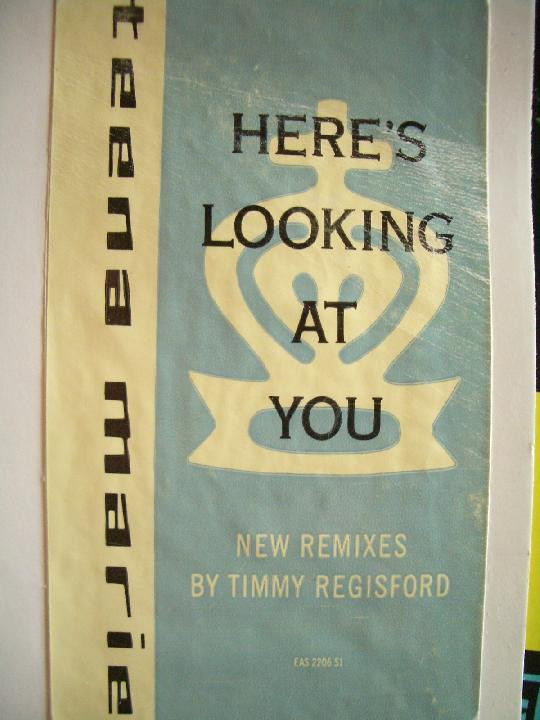 teena marie
HERE'S
LOOKING
AT
YOU
NEW REMIXES
BY TIMMY REGISFORD
EAS 2206 S1